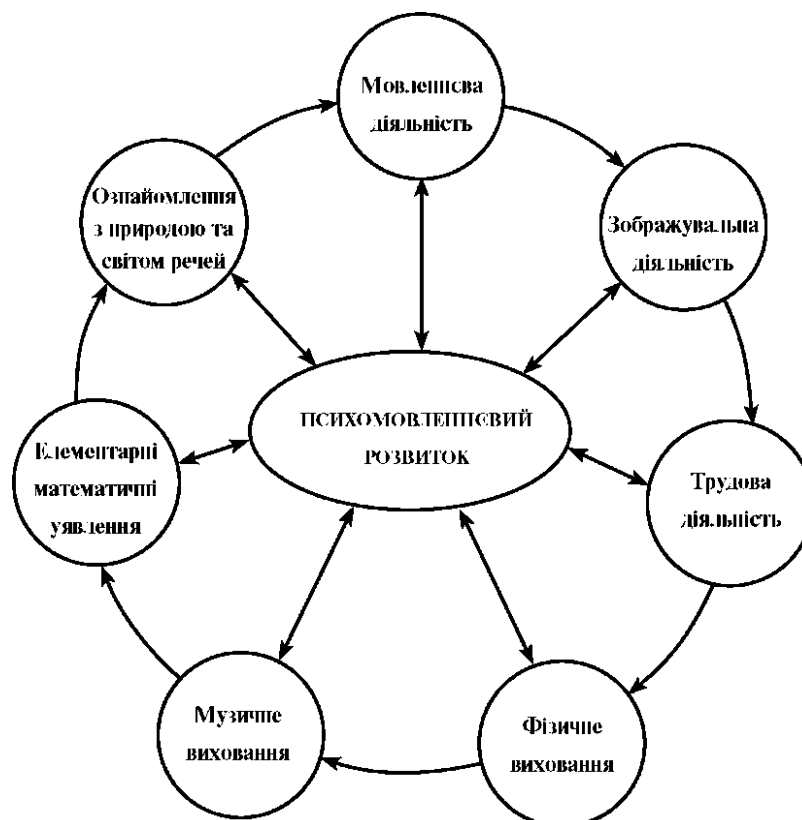 Мовленнєва
діяльність
Зображувальна
діяльність
Трудова
діяльність
Фізичне
виховання
Музичне
виховання
Елементарні
математичні
уявлення
Ознайомлення
з природою та
світом речей
ПСИХОМОВЛЕННЄВИЙ
РОЗВИТОК